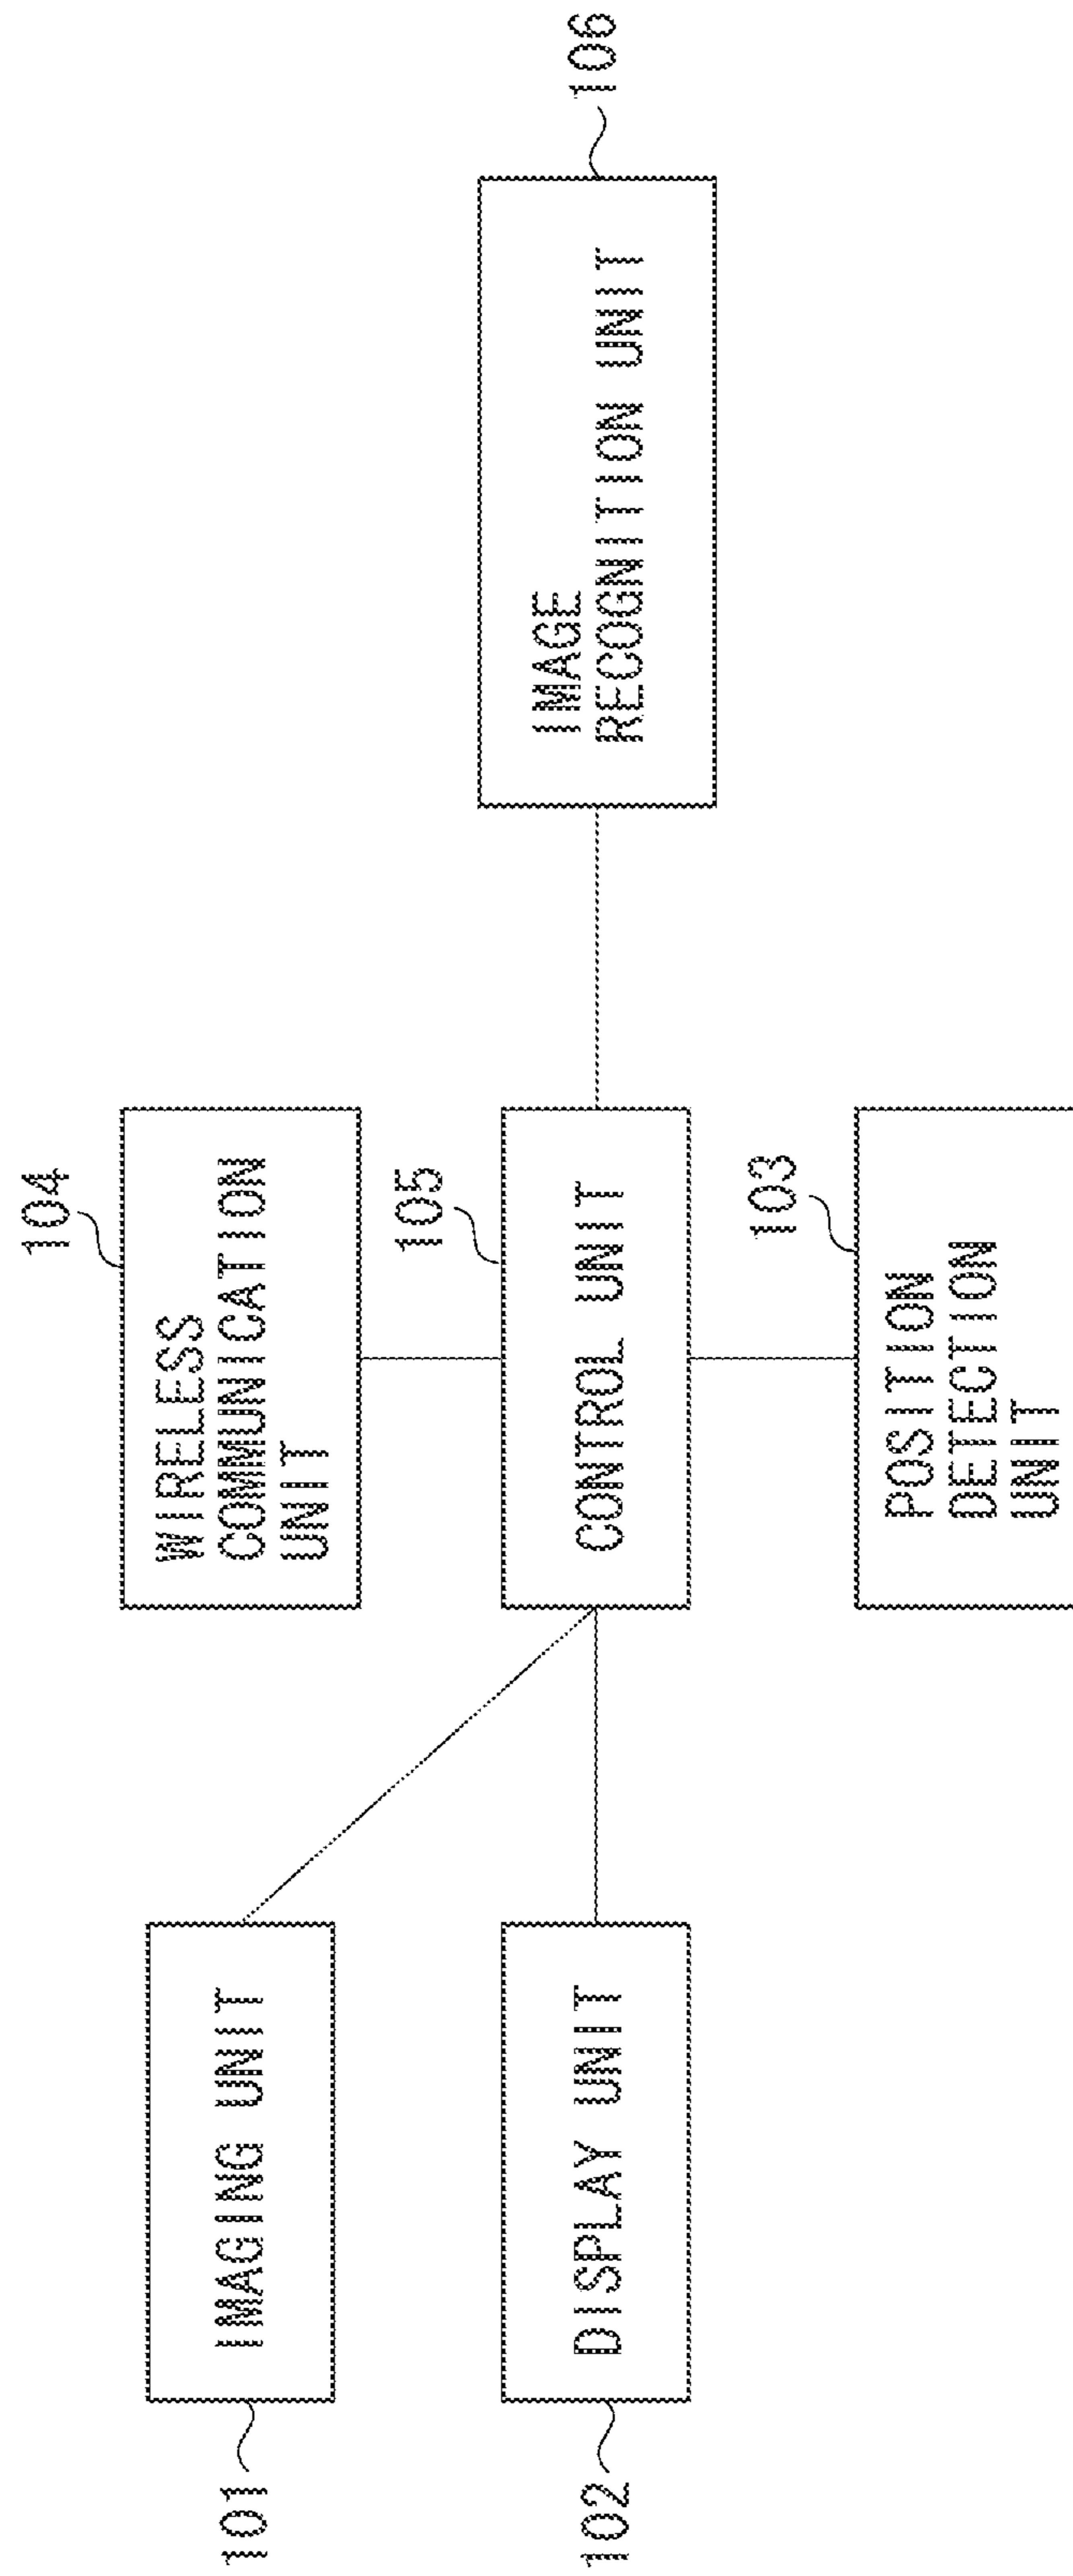 104
WIRELESS
COMMUNICATION
UNIT
101
IMAGING UNIT
105
CONTROL UNIT
102
DISPLAY UNIT
106
IMAGE
RECOGNITION UNIT
103
POSITION
DETECTION
UNIT